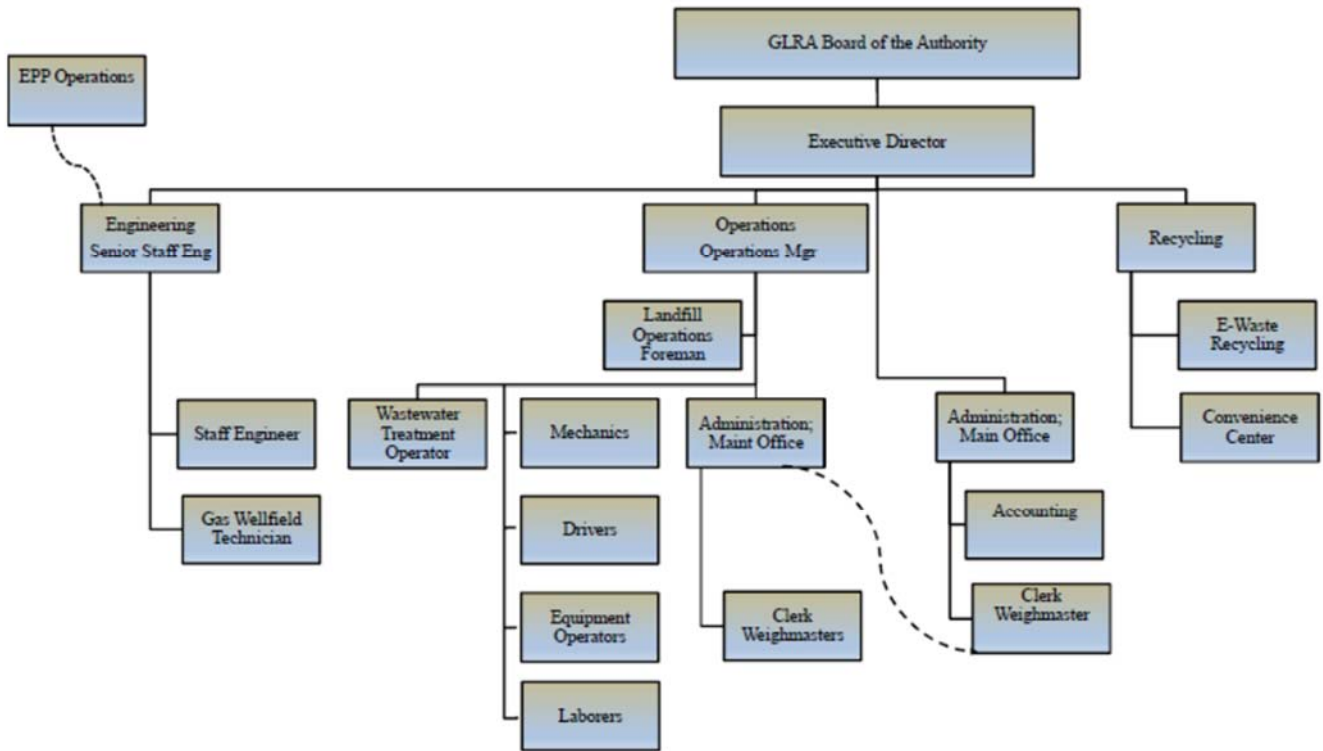 GLRA Board of the Authority
EPP Operations
Executive Director
Engineering
Senior Staff Eng
Operations
Operations Mgr
Recycling
Landfill
Operations
Foreman
E-Waste
Recycling
Staff Engineer
Wastewater
Treatment
Operator
Mechanics
Administration;
Maint Office
Administration;
Main Office
Convenience
Center
Gas Wellfield
Technician
Drivers
Accounting
Equipment
Operators
Clerk
Weighmasters
Clerk
Weighmaster
Laborers